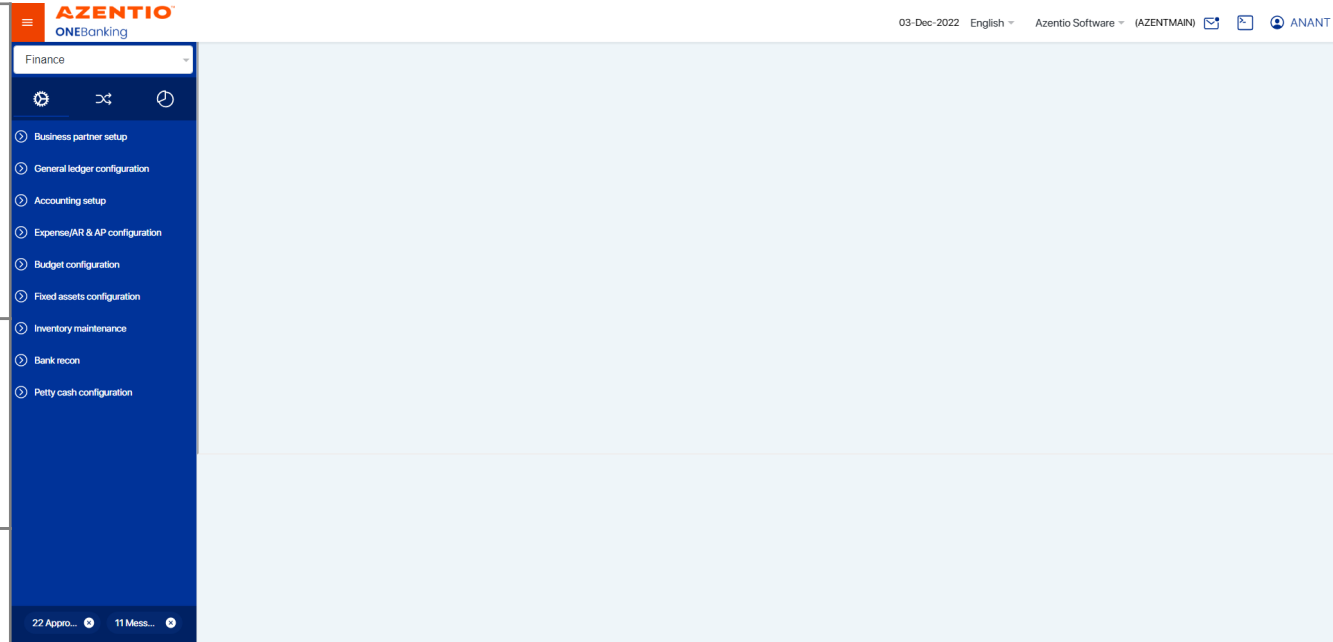 AZENTIO™
ONEBanking
03-Dec-2022 English Azentio Software (AZENTMAIN) ANANT
Finance
Business partner setup
General ledger configuration
Accounting setup
Expense/AR & AP configuration
Budget configuration
Fixed assets configuration
Inventory maintenance
Bank recon
Petty cash configuration
22 Appro... 11 Mess...